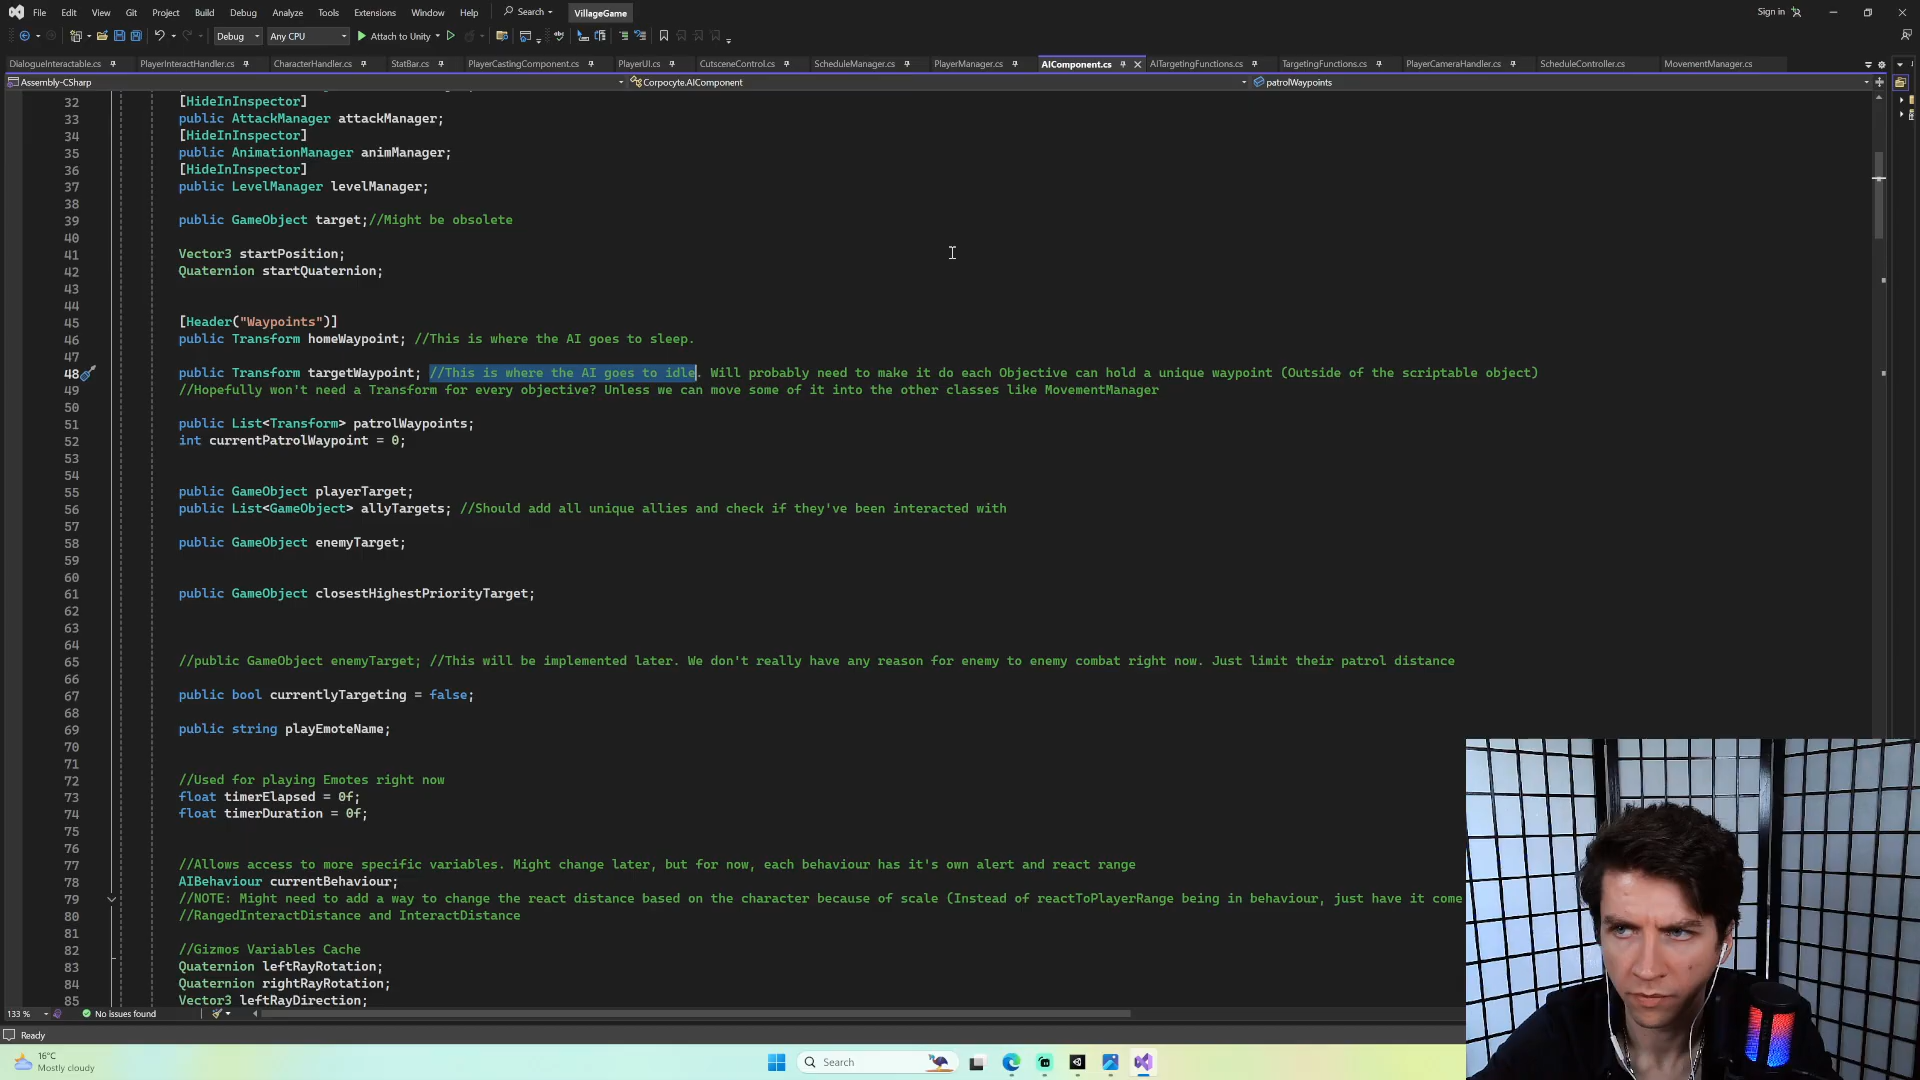 File Edit View Git Project Build Debug Analyze Tools Extensions Window Help Search VillageGame Sign in
Debug Any CPU Attach to Unity
DialogueInteractable.cs PlayerInteractHandler.cs CharacterHandler.cs StatBar.cs PlayerCastingComponent.cs PlayerUI.cs CutsceneControl.cs ScheduleManager.cs PlayerManager.cs AIComponent.cs AITargetingFunctions.cs TargetingFunctions.cs PlayerCameraHandler.cs ScheduleController.cs MovementManager.cs
Assembly-CSharp Corpocyte.AIComponent patrolWaypoints
32 [HideInInspector]
33 public AttackManager attackManager;
34 [HideInInspector]
35 public AnimationManager animManager;
36 [HideInInspector]
37 public LevelManager levelManager;
38
39 public GameObject target;//Might be obsolete
40
41 Vector3 startPosition;
42 Quaternion startQuaternion;
43
44
45 [Header("Waypoints")]
46 public Transform homeWaypoint; //This is where the AI goes to sleep.
47
48 public Transform targetWaypoint; //This is where the AI goes to idle. Will probably need to make it do each Objective can hold a unique waypoint (Outside of the scriptable object)
49 //Hopefully won't need a Transform for every objective? Unless we can move some of it into the other classes like MovementManager
50
51 public List<Transform> patrolWaypoints;
52 int currentPatrolWaypoint = 0;
53
54
55 public GameObject playerTarget;
56 public List<GameObject> allyTargets; //Should add all unique allies and check if they've been interacted with
57
58 public GameObject enemyTarget;
59
60
61 public GameObject closestHighestPriorityTarget;
62
63
64
65 //public GameObject enemyTarget; //This will be implemented later. We don't really have any reason for enemy to enemy combat right now. Just limit their patrol distance
66
67 public bool currentlyTargeting = false;
68
69 public string playEmoteName;
70
71
72 //Used for playing Emotes right now
73 float timerElapsed = 0f;
74 float timerDuration = 0f;
75
76
77 //Allows access to more specific variables. Might change later, but for now, each behaviour has it's own alert and react range
78 AIBehaviour currentBehaviour;
79 //NOTE: Might need to add a way to change the react distance based on the character because of scale (Instead of reactToPlayerRange being in behaviour, just have it come
80 //RangedInteractDistance and InteractDistance
81
82 //Gizmos Variables Cache
83 Quaternion leftRayRotation;
84 Quaternion rightRayRotation;
85 Vector3 leftRayDirection;
133 % No issues found
Ready
16°C
Mostly cloudy
Search